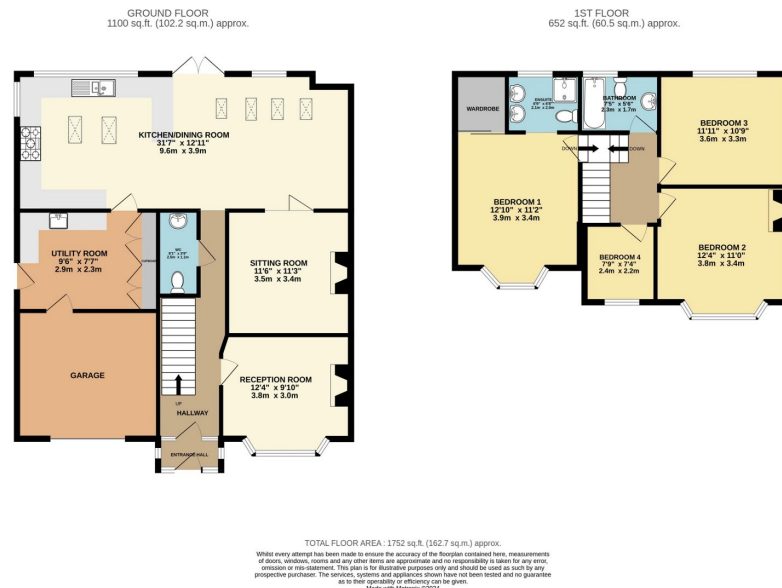 GROUND FLOOR
1100 sq.ft. (102.2 sq.m.) approx.
KITCHEN/DINING ROOM
31'7" x 12'11"
9.6m x 3.9m
UTILITY ROOM
9'6" x 7'7"
2.9m x 2.3m
WC
SITTING ROOM
11'6" x 11'3"
3.5m x 3.4m
GARAGE
RECEPTION ROOM
12'4" x 9'10"
3.8m x 3.0m
UP
HALLWAY
ENTRANCE HALL
1ST FLOOR
652 sq.ft. (60.5 sq.m.) approx.
WARDROBE
ENSUITE
BATHROOM
7'5" x 5'6"
2.3m x 1.7m
BEDROOM 3
11'11" x 10'9"
3.6m x 3.3m
DOWN
DOWN
BEDROOM 1
12'10" x 11'2"
3.9m x 3.4m
BEDROOM 4
7'9" x 7'4"
2.4m x 2.2m
BEDROOM 2
12'4" x 11'0"
3.8m x 3.4m
TOTAL FLOOR AREA : 1752 sq.ft. (162.7 sq.m.) approx.
Whilst every attempt has been made to ensure the accuracy of the floorplan contained here, measurements
of doors, windows, rooms and any other items are approximate and no responsibility is taken for any error,
omission or mis-statement. This plan is for illustrative purposes only and should be used as such by any
prospective purchaser. The services, systems and appliances shown have not been tested and no guarantee
as to their operability or efficiency can be given.
Made with Metropix ©2024